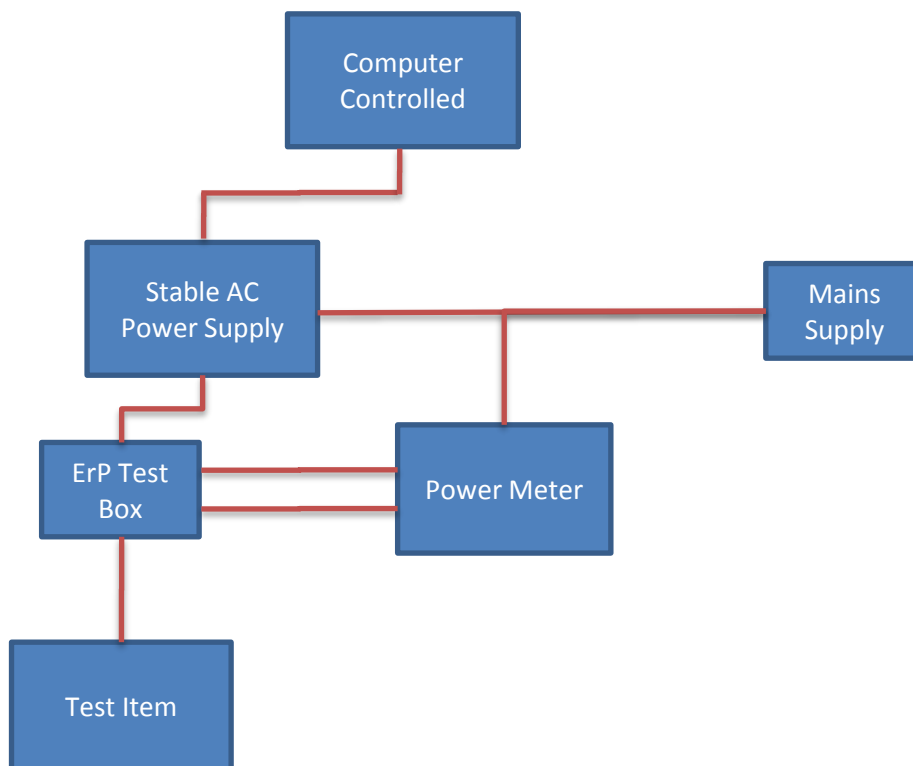 Computer
Controlled
Stable AC
Power Supply
Mains
Supply
ErP Test
Box
Power Meter
Test Item